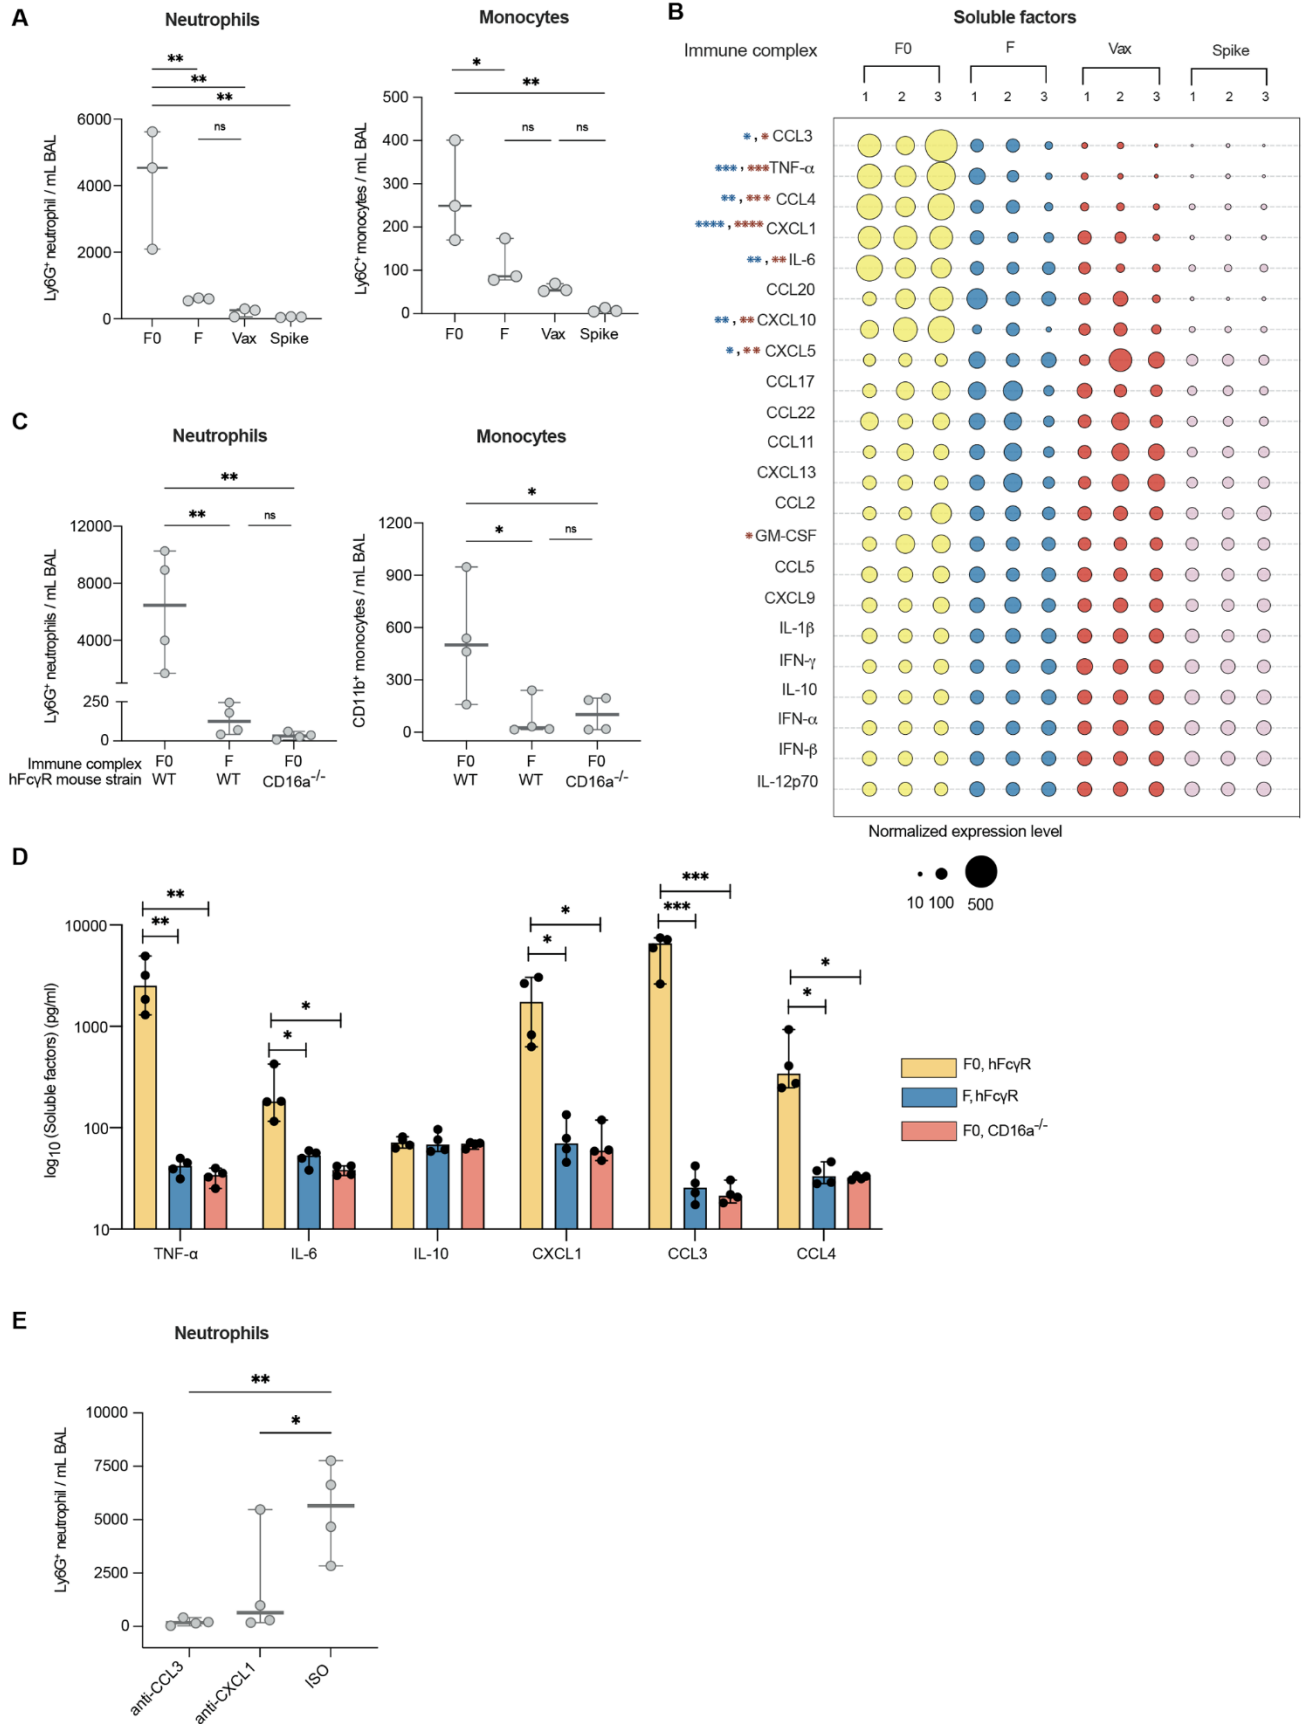 A
Neutrophils
**
**
**
ns
6000
4000
2000
0
Ly6G⁺ neutrophil / mL BAL
F0 F Vax Spike
Monocytes
*
**
ns ns
500
400
300
200
100
0
Ly6C⁺ monocytes / mL BAL
F0 F Vax Spike
B
Soluble factors
Immune complex F0 F Vax Spike
1 2 3 1 2 3 1 2 3 1 2 3
*,* CCL3
***,***TNF-α
**,*** CCL4
****,**** CXCL1
**,** IL-6
CCL20
**,** CXCL10
*,** CXCL5
CCL17
CCL22
CCL11
CXCL13
CCL2
*GM-CSF
CCL5
CXCL9
IL-1β
IFN-γ
IL-10
IFN-α
IFN-β
IL-12p70
Normalized expression level
10 100 500
C
Neutrophils
**
** ns
12000
8000
4000
250
0
Ly6G⁺ neutrophils / mL BAL
Immune complex F0 F F0
hFcγR mouse strain WT WT CD16a⁻/⁻
Monocytes
*
* ns
1200
900
600
300
0
CD11b⁺ monocytes / mL BAL
F0 F F0
WT WT CD16a⁻/⁻
D
log₁₀ (Soluble factors) (pg/ml)
10000
1000
100
10
**
**
*
*
*
*
***
***
*
*
TNF-α IL-6 IL-10 CXCL1 CCL3 CCL4
F0, hFcγR
F, hFcγR
F0, CD16a⁻/⁻
E
Neutrophils
**
*
10000
7500
5000
2500
0
Ly6G⁺ neutrophil / mL BAL
anti-CCL3 anti-CXCL1 ISO